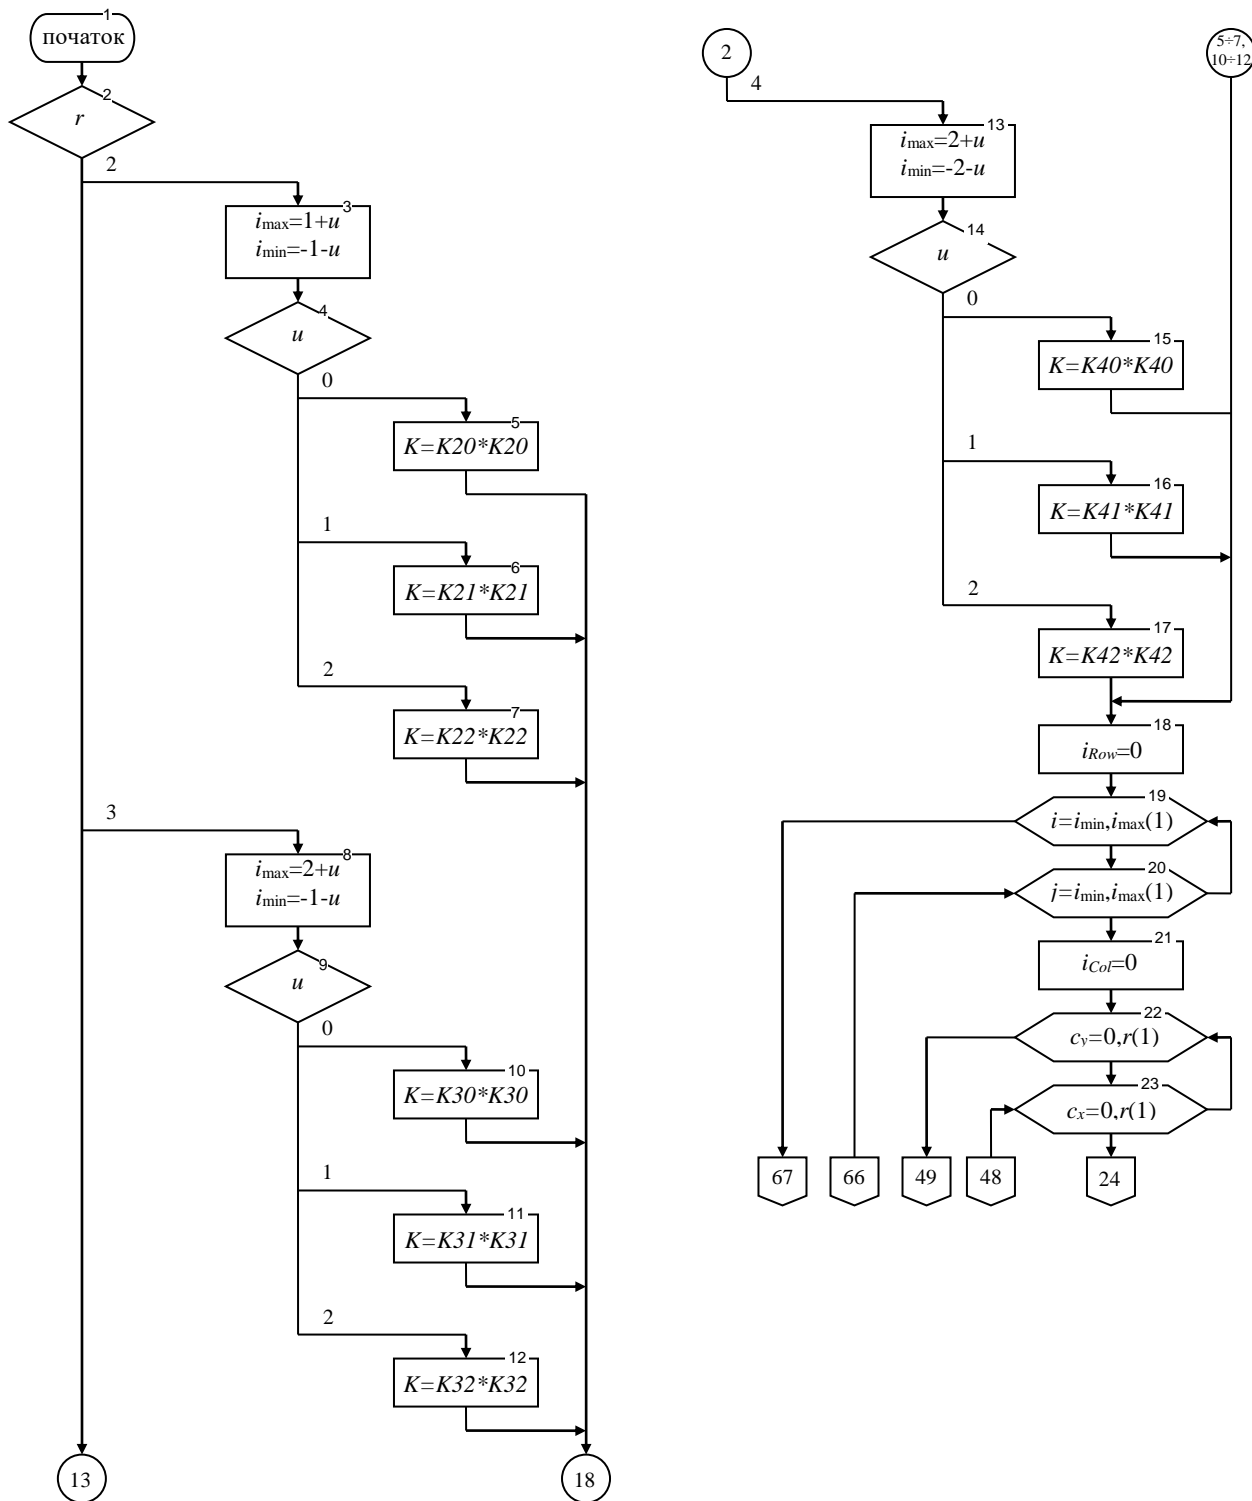 1
початок
2
r
2
3
imax=1+u
imin=-1-u
4
u
0
5
K=K20*K20
1
6
K=K21*K21
2
7
K=K22*K22
3
8
imax=2+u
imin=-1-u
9
u
0
10
K=K30*K30
1
11
K=K31*K31
2
12
K=K32*K32
13
18
2
4
5÷7,
10÷12
13
imax=2+u
imin=-2-u
14
u
0
15
K=K40*K40
1
16
K=K41*K41
2
17
K=K42*K42
18
iRow=0
19
i=imin,imax(1)
20
j=imin,imax(1)
21
iCol=0
22
cy=0,r(1)
23
cx=0,r(1)
67
66
49
48
24